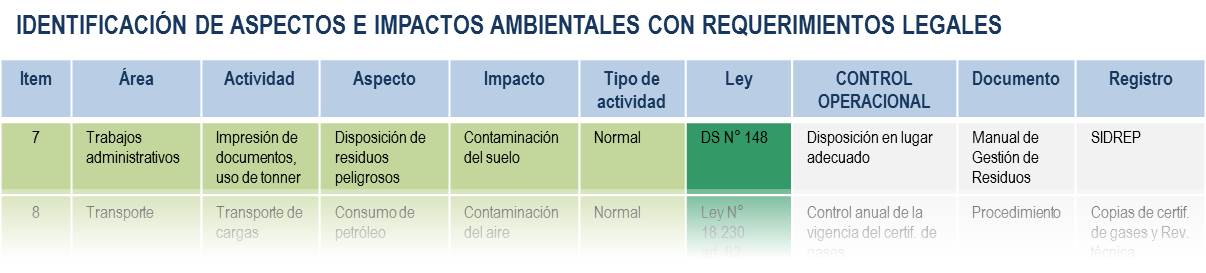 IDENTIFICACIÓN DE ASPECTOS E IMPACTOS AMBIENTALES CON REQUERIMIENTOS LEGALES
Item Área Actividad Aspecto Impacto Tipo de actividad Ley CONTROL OPERACIONAL Documento Registro
7 Trabajos administrativos Impresión de documentos, uso de tonner Disposición de residuos peligrosos Contaminación del suelo Normal DS N° 148 Disposición en lugar adecuado Manual de Gestión de Residuos SIDREP
8 Transporte Transporte de cargas Consumo de petróleo Contaminación del aire Normal Ley N° 18.230 Control anual de la vigencia del certif. de gases Procedimiento Copias de certif. de gases y Rev. técnica